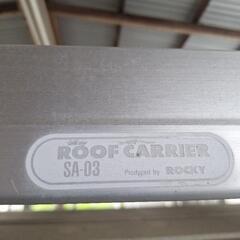 ROOF CARRIER
SA-03 Produced by ROCKY